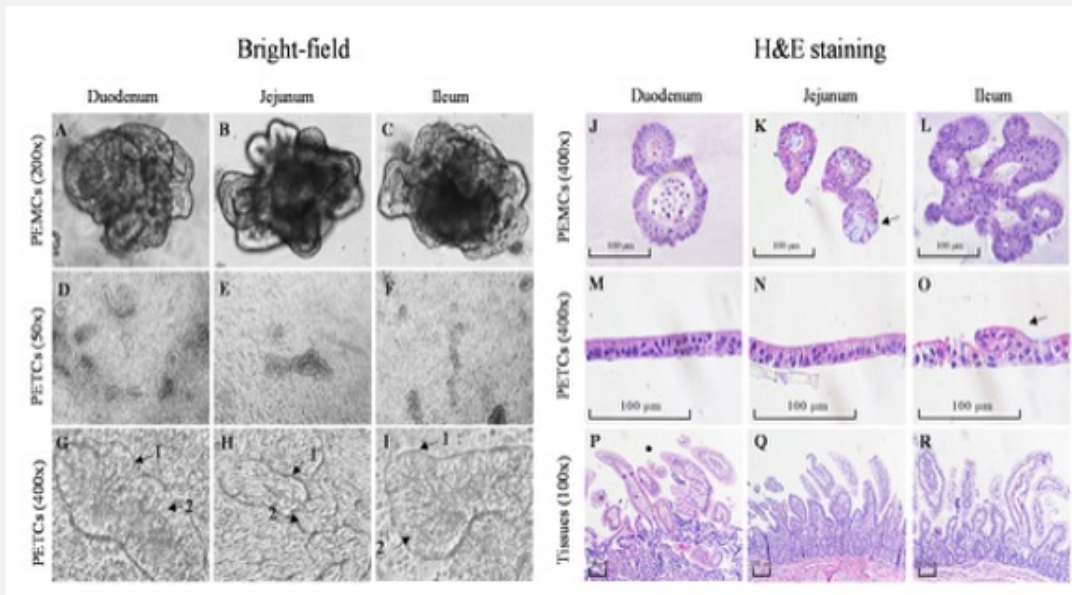 Bright-field
H&E staining
Duodenum Jejunum Ileum
Duodenum Jejunum Ileum
PEMCs (200x)
A B C
PETCs (50x)
D E F
PETCs (400x)
G 1 2
H 1 2
I 1 2
PEMCs (400x)
J K L
100 µm 100 µm 100 µm
PETCs (400x)
M N O
100 µm 100 µm 100 µm
Tissues (100x)
P Q R